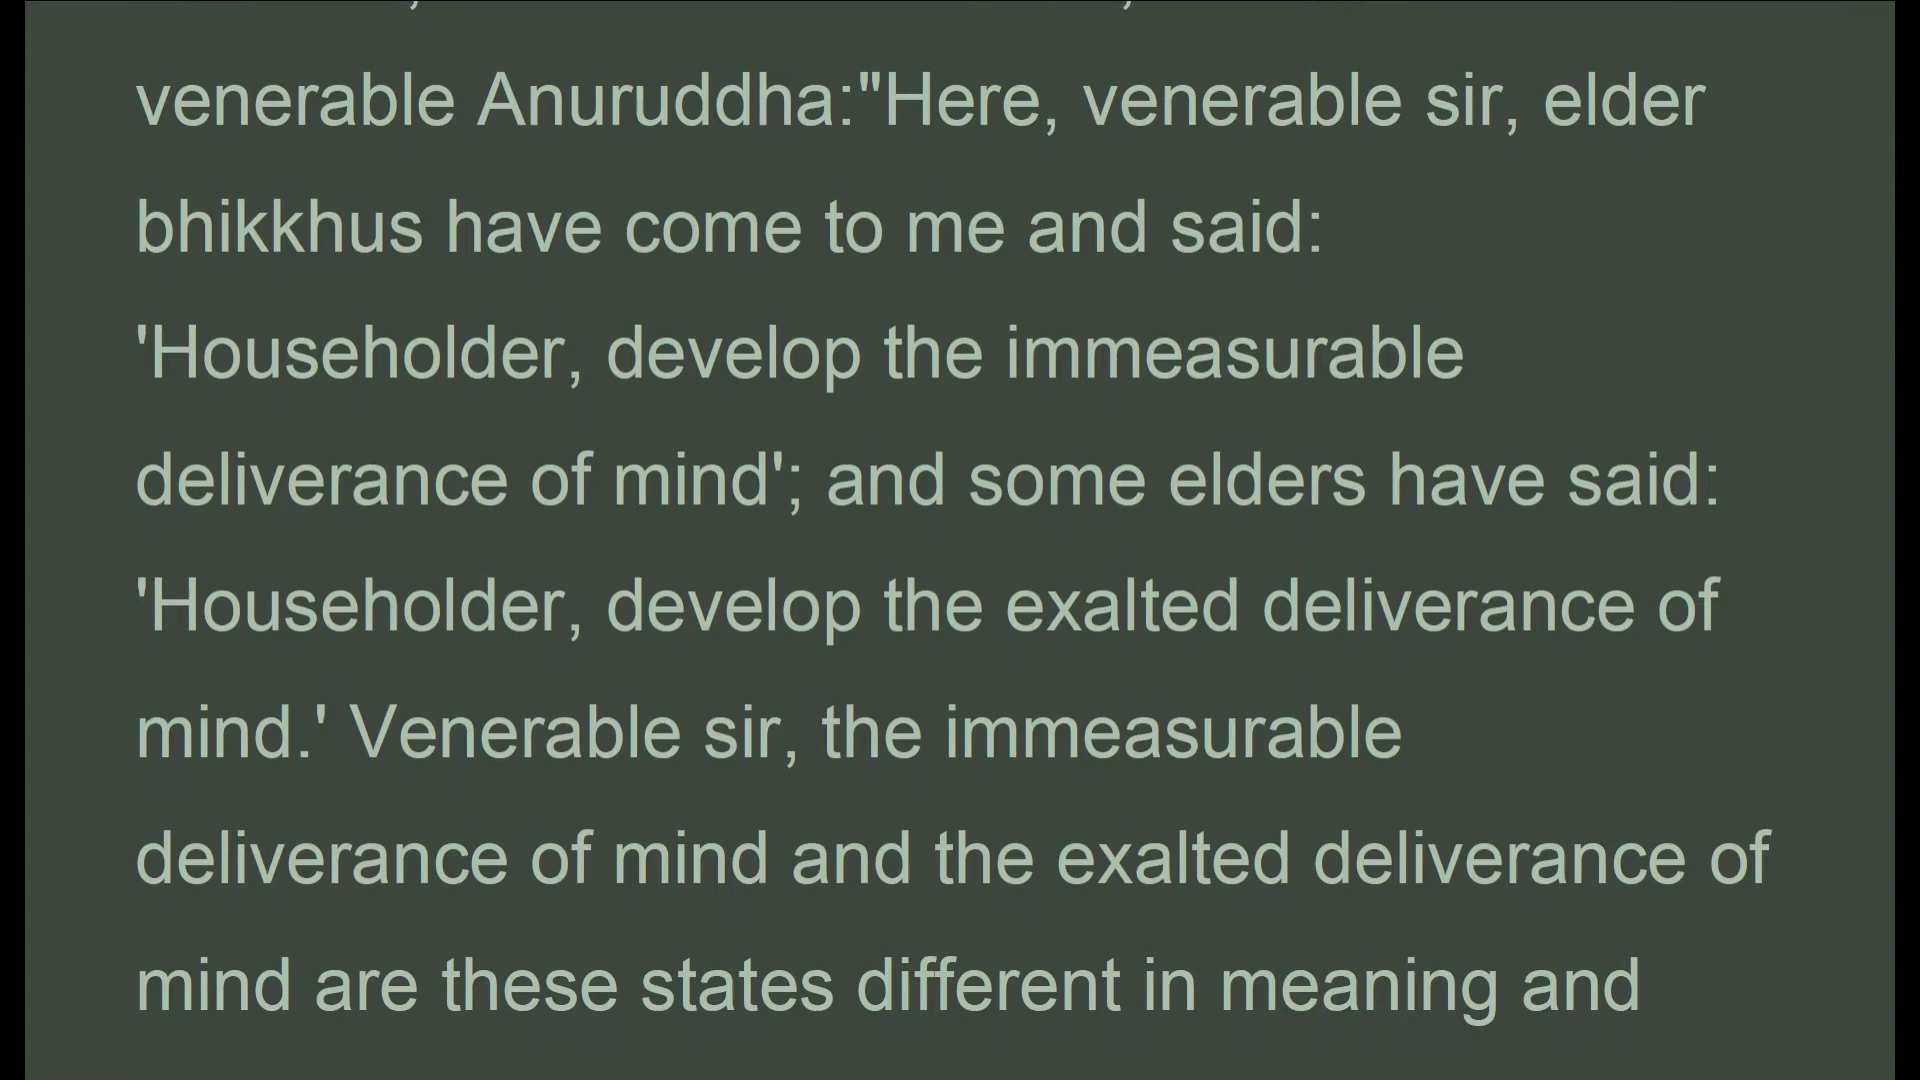 venerable Anuruddha:"Here, venerable sir, elder
bhikkhus have come to me and said:
'Householder, develop the immeasurable
deliverance of mind'; and some elders have said:
'Householder, develop the exalted deliverance of
mind.' Venerable sir, the immeasurable
deliverance of mind and the exalted deliverance of
mind are these states different in meaning and